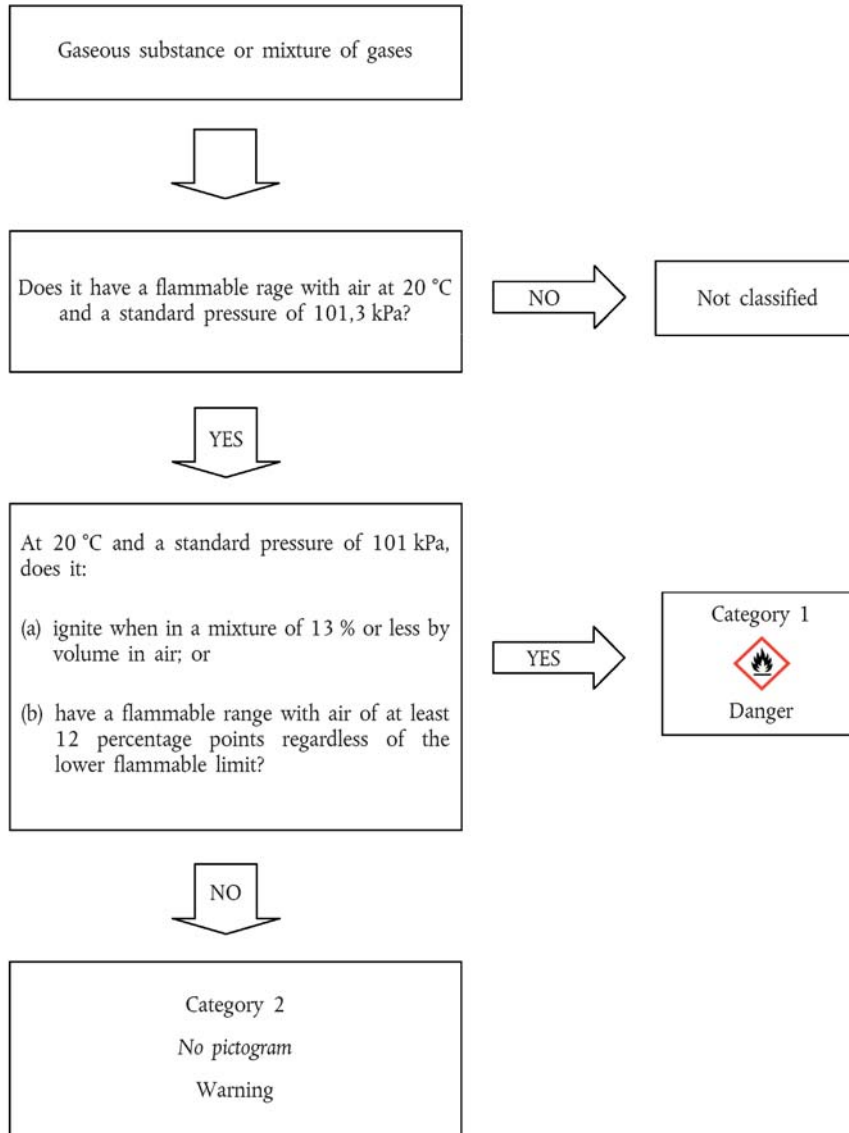 Gaseous substance or mixture of gases
Does it have a flammable rage with air at 20 °C
and a standard pressure of 101,3 kPa?
NO
Not classified
YES
At 20 °C and a standard pressure of 101 kPa,
does it:
(a) ignite when in a mixture of 13 % or less by
volume in air; or
(b) have a flammable range with air of at least
12 percentage points regardless of the
lower flammable limit?
YES
Category 1
Danger
NO
Category 2
No pictogram
Warning